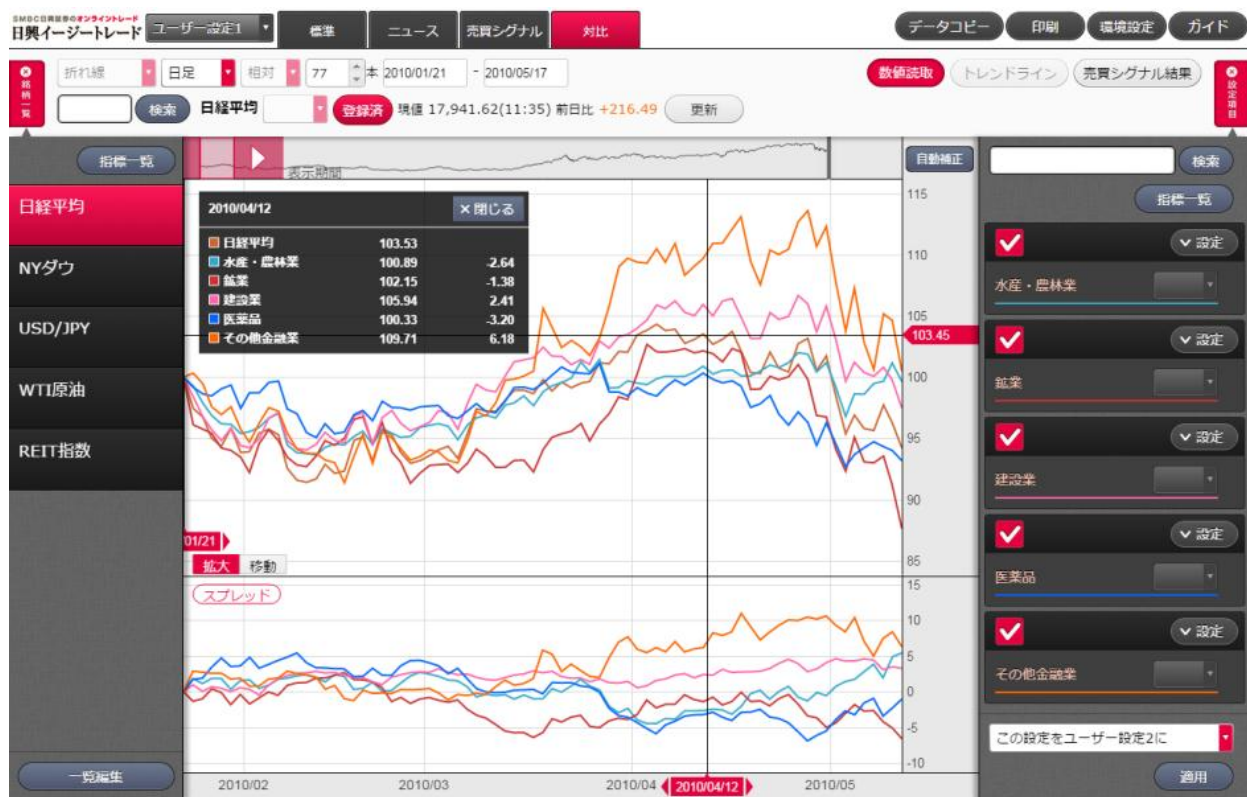 SMBC日興証券のオンライントレード
日興イージートレード
ユーザー設定1
標準
ニュース
売買シグナル
対比
データコピー
印刷
環境設定
ガイド
銘柄一覧
折れ線
日足
相対
77
本
2010/01/21
- 2010/05/17
数値読取
トレンドライン
売買シグナル結果
設定項目
検索
日経平均
登録済
現値 17,941.62(11:35) 前日比 +216.49
更新
指標一覧
日経平均
NYダウ
USD/JPY
WTI原油
REIT指数
一覧編集
表示期間
自動補正
2010/04/12
×閉じる
日経平均 103.53
水産・農林業 100.89 -2.64
鉱業 102.15 -1.38
建設業 105.94 2.41
医薬品 100.33 -3.20
その他金融業 109.71 6.18
115
110
105
103.45
100
95
90
85
01/21
拡大
移動
スプレッド
15
10
5
0
-5
-10
2010/02
2010/03
2010/04
2010/04/12
2010/05
検索
指標一覧
設定
水産・農林業
設定
鉱業
設定
建設業
設定
医薬品
設定
その他金融業
この設定をユーザー設定2に
適用